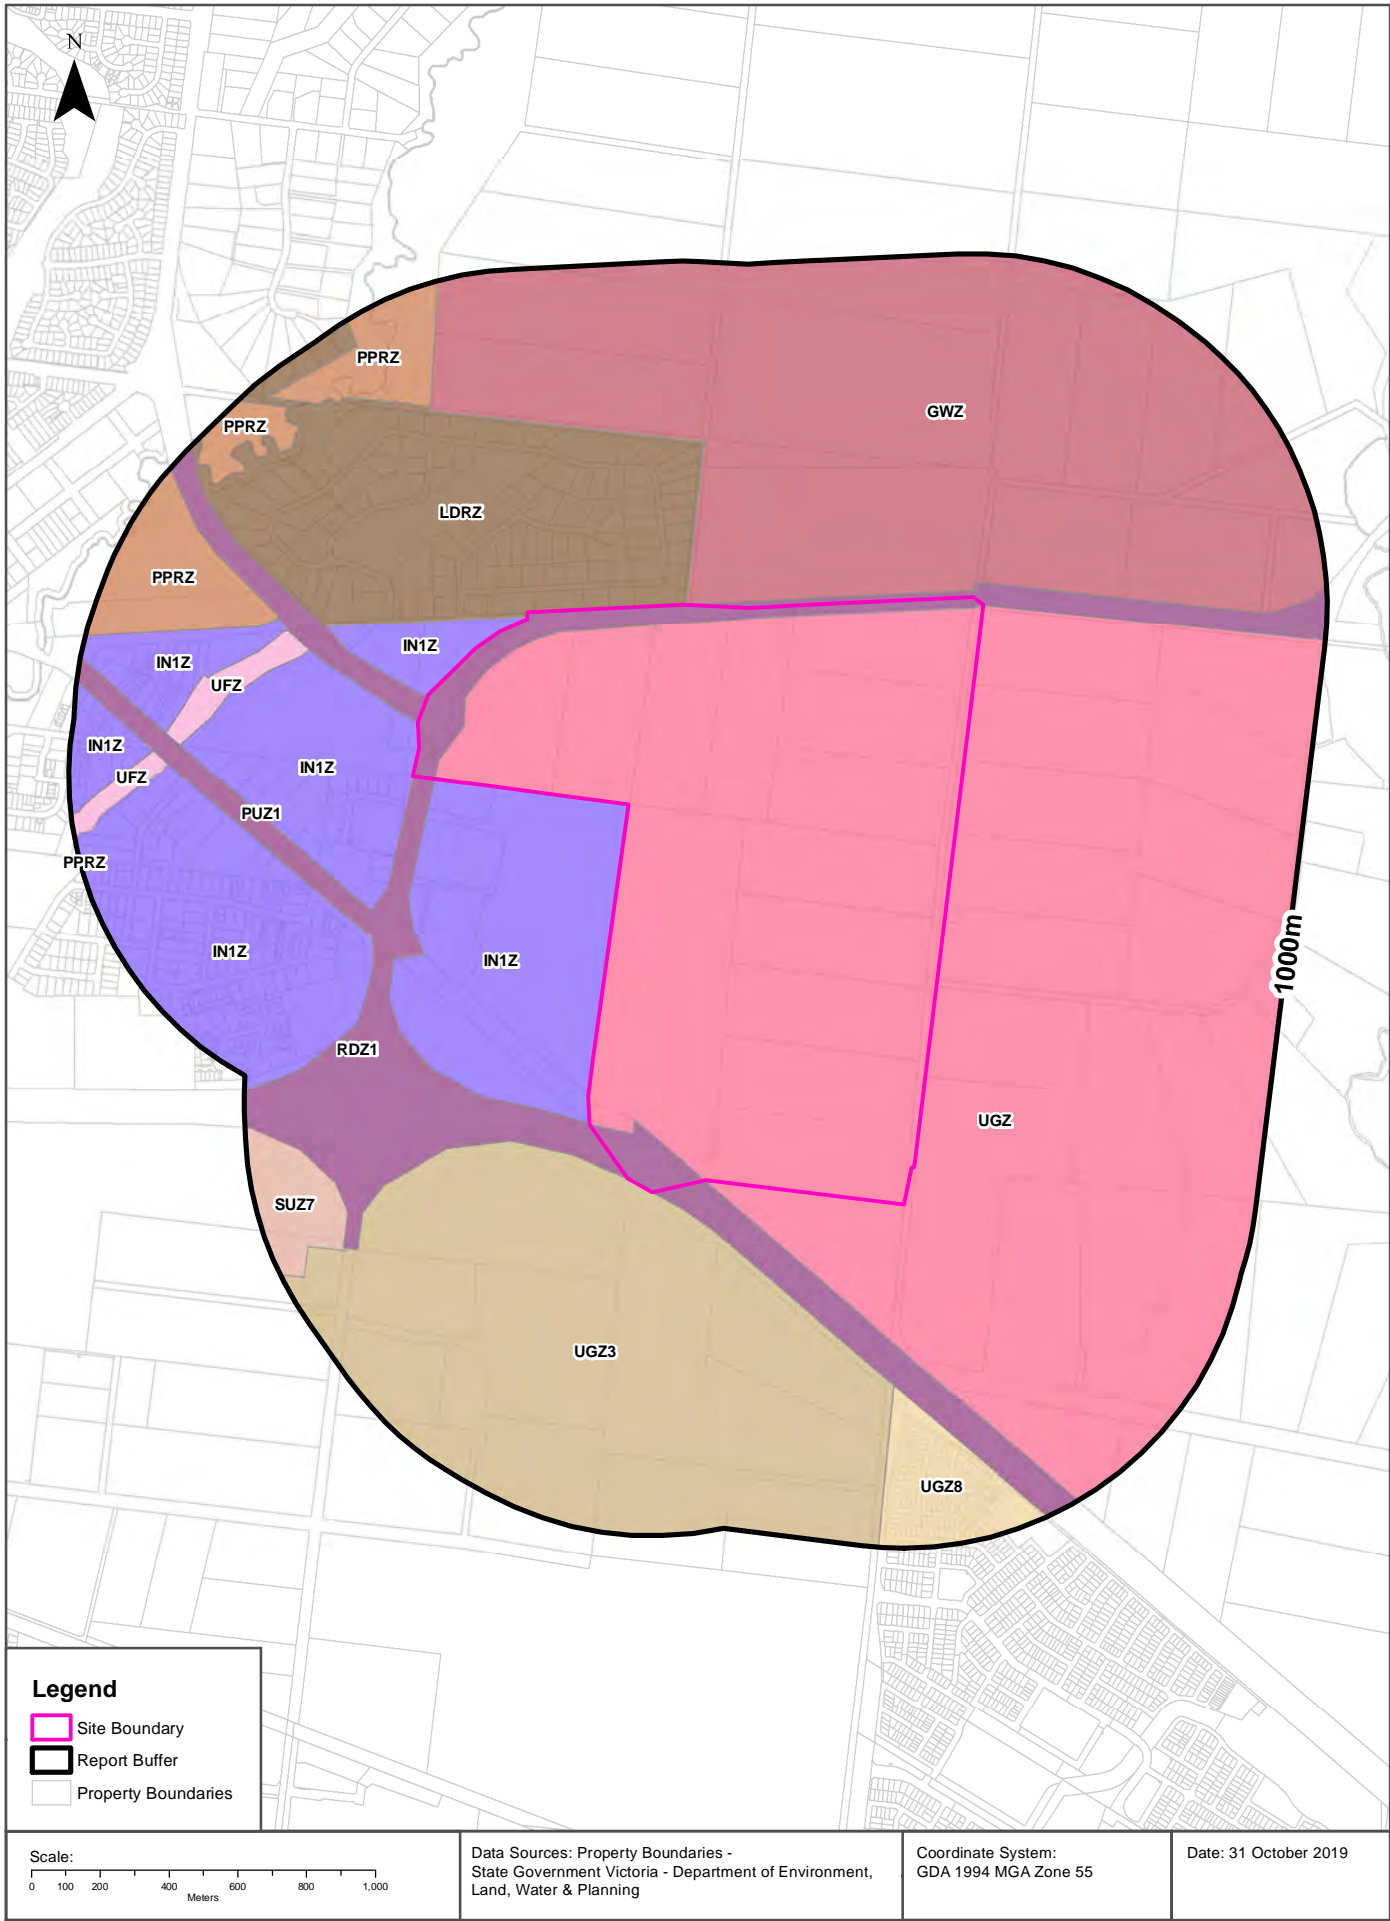 N
PPRZ
GWZ
PPRZ
LDRZ
PPRZ
IN1Z
IN1Z
UFZ
IN1Z
IN1Z
UFZ
PUZ1
PPRZ
IN1Z
IN1Z
1000m
RDZ1
UGZ
SUZ7
UGZ3
UGZ8
Legend
Site Boundary
Report Buffer
Property Boundaries
Scale:
0 100 200 400 600 800 1,000
Meters
Data Sources: Property Boundaries -
State Government Victoria - Department of Environment,
Land, Water & Planning
Coordinate System:
GDA 1994 MGA Zone 55
Date: 31 October 2019